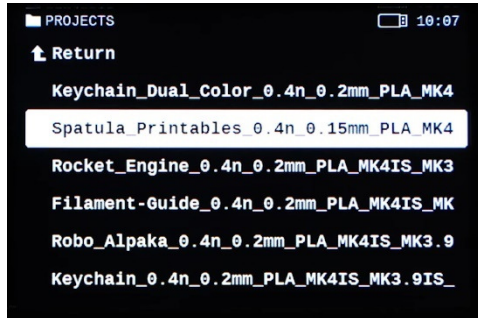 PROJECTS 10:07
Return
Keychain_Dual_Color_0.4n_0.2mm_PLA_MK4
Spatula_Printables_0.4n_0.15mm_PLA_MK4
Rocket_Engine_0.4n_0.2mm_PLA_MK4IS_MK3
Filament-Guide_0.4n_0.2mm_PLA_MK4IS_MK
Robo_Alpaka_0.4n_0.2mm_PLA_MK4IS_MK3.9
Keychain_0.4n_0.2mm_PLA_MK4IS_MK3.9IS_